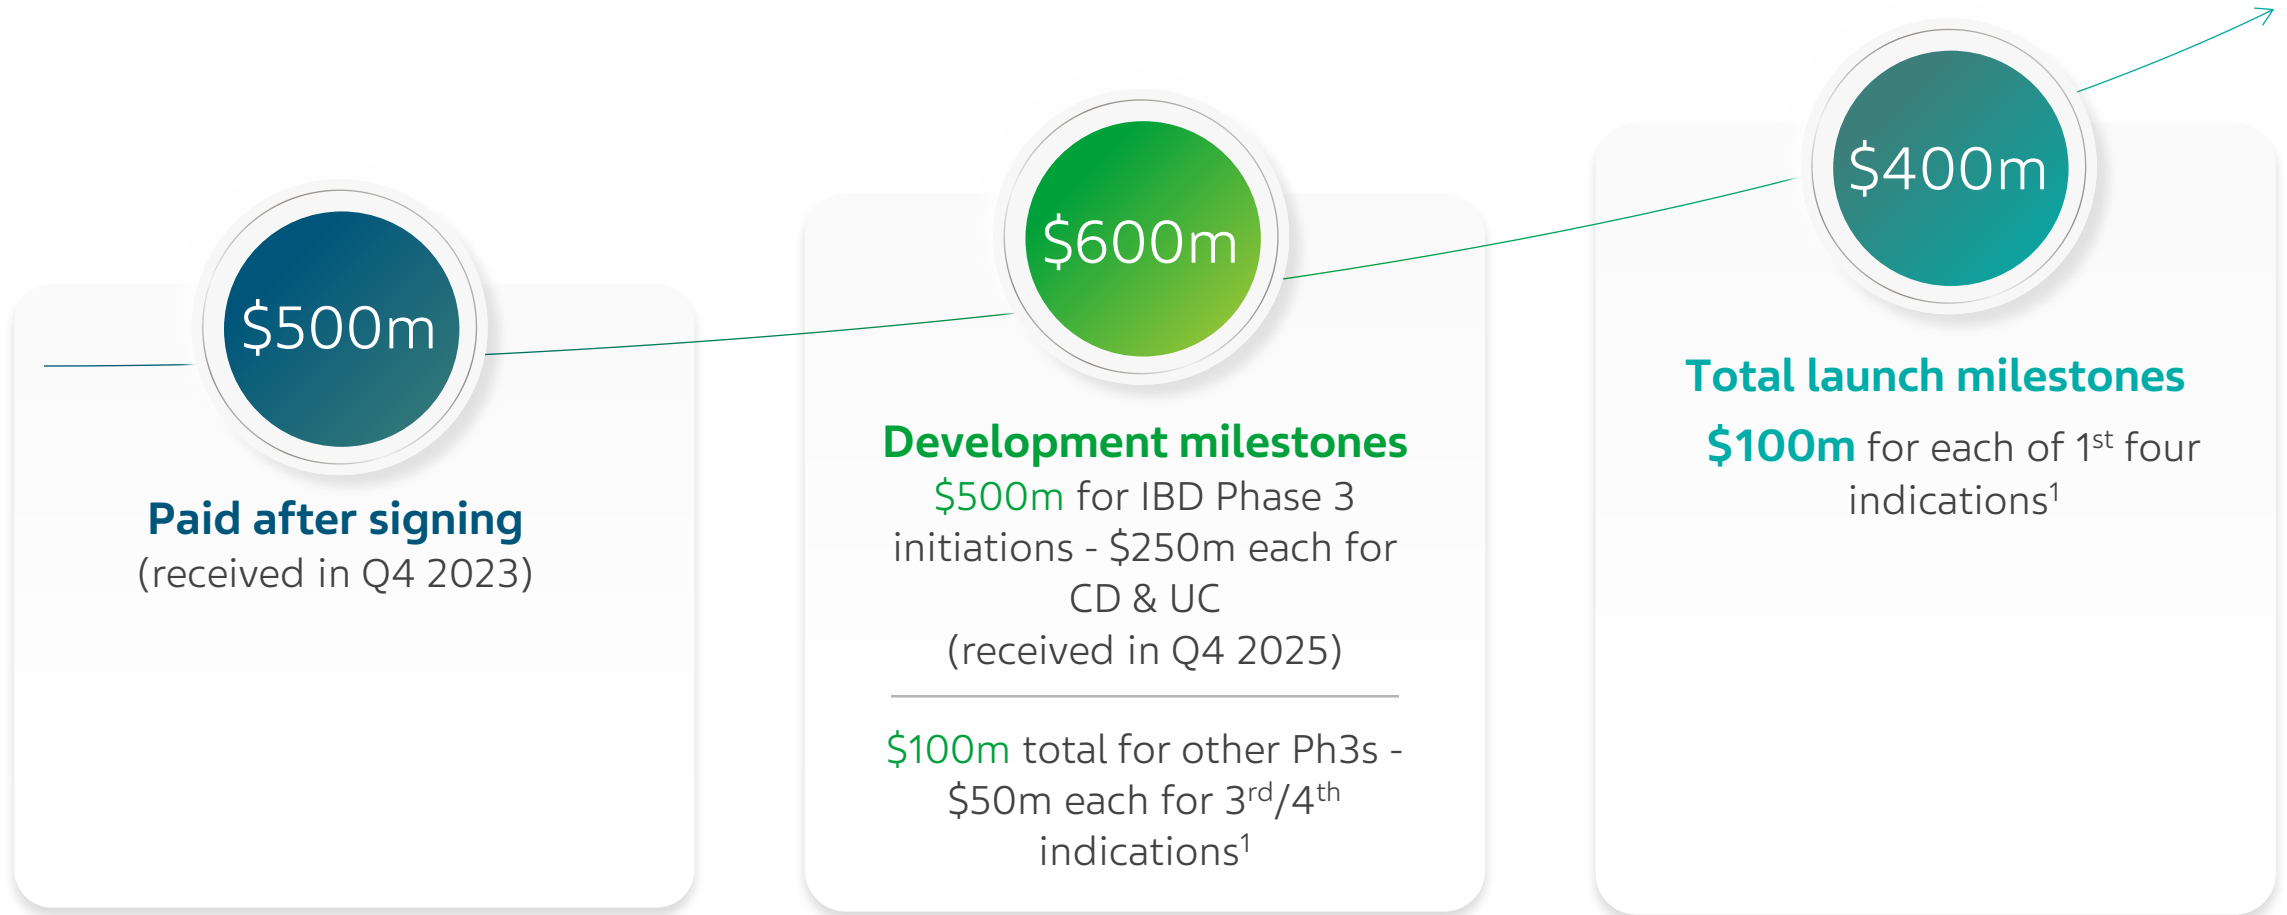 $500m
Paid after signing
(received in Q4 2023)
$600m
Development milestones
$500m for IBD Phase 3
initiations - $250m each for
CD & UC
(received in Q4 2025)
$100m total for other Ph3s -
$50m each for 3rd/4th
indications1
$400m
Total launch milestones
$100m for each of 1st four
indications1